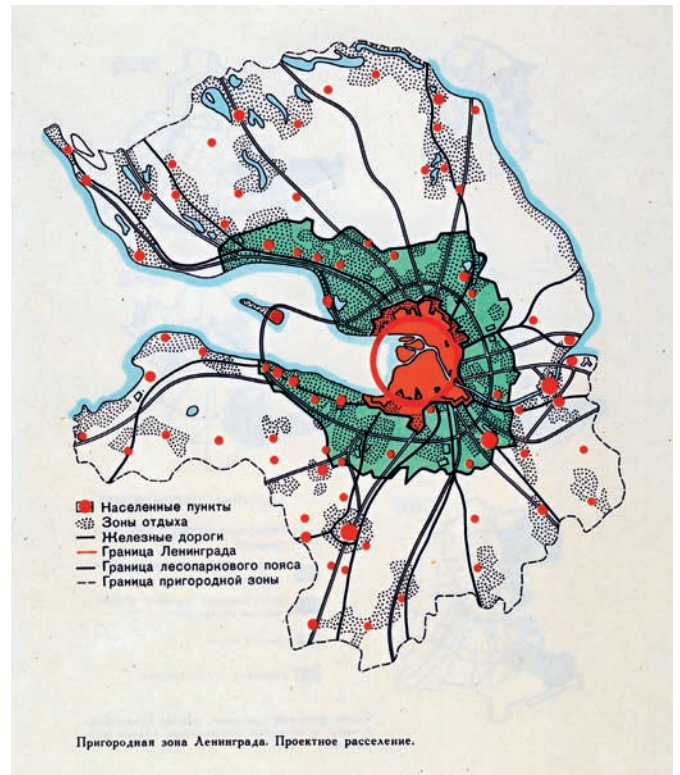 Населенные пункты
Зоны отдыха
Железные дороги
Граница Ленинграда
Граница лесопаркового пояса
Граница пригородной зоны
Пригородная зона Ленинграда. Проектное расселение.